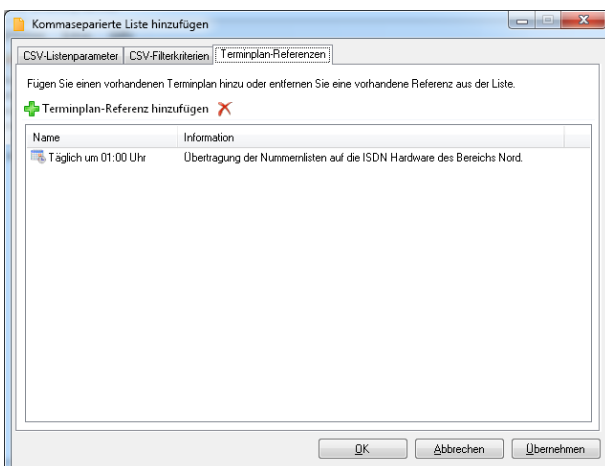 Kommaseparierte Liste hinzufügen
CSV-Listenparameter CSV-Filterkriterien Terminplan-Referenzen
Fügen Sie einen vorhandenen Terminplan hinzu oder entfernen Sie eine vorhandene Referenz aus der Liste.
Terminplan-Referenz hinzufügen
Name Information
Täglich um 01:00 Uhr Übertragung der Nummernlisten auf die ISDN Hardware des Bereichs Nord.
OK Abbrechen Übernehmen